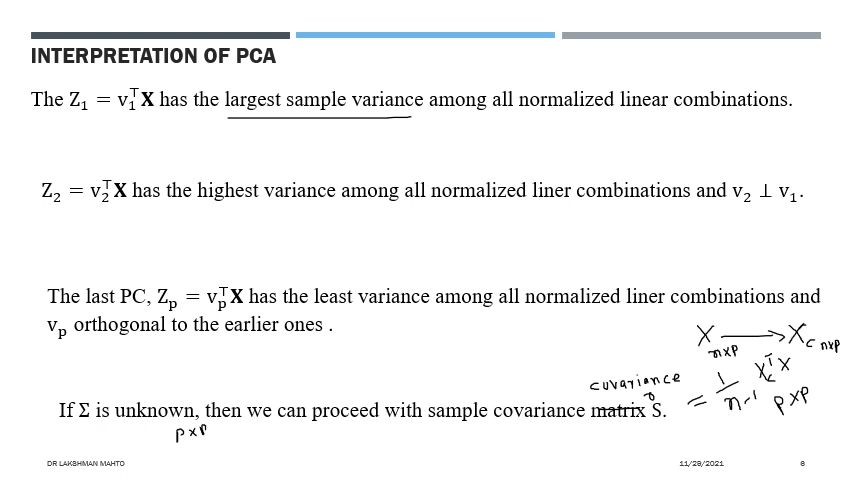 INTERPRETATION OF PCA
The Z₁ = v₁ᵀX has the largest sample variance among all normalized linear combinations.
Z₂ = v₂ᵀX has the highest variance among all normalized liner combinations and v₂ ⊥ v₁.
The last PC, Zₚ = vₚᵀX has the least variance among all normalized liner combinations and
vₚ orthogonal to the earlier ones .
X ⟶ X_c n×p
n×p
covariance
If Σ is unknown, then we can proceed with sample covariance matrix S. = 1/(n-1) X_cᵀX
p×p
p×p
DR LAKSHMAN MAHTO
11/29/2021
6